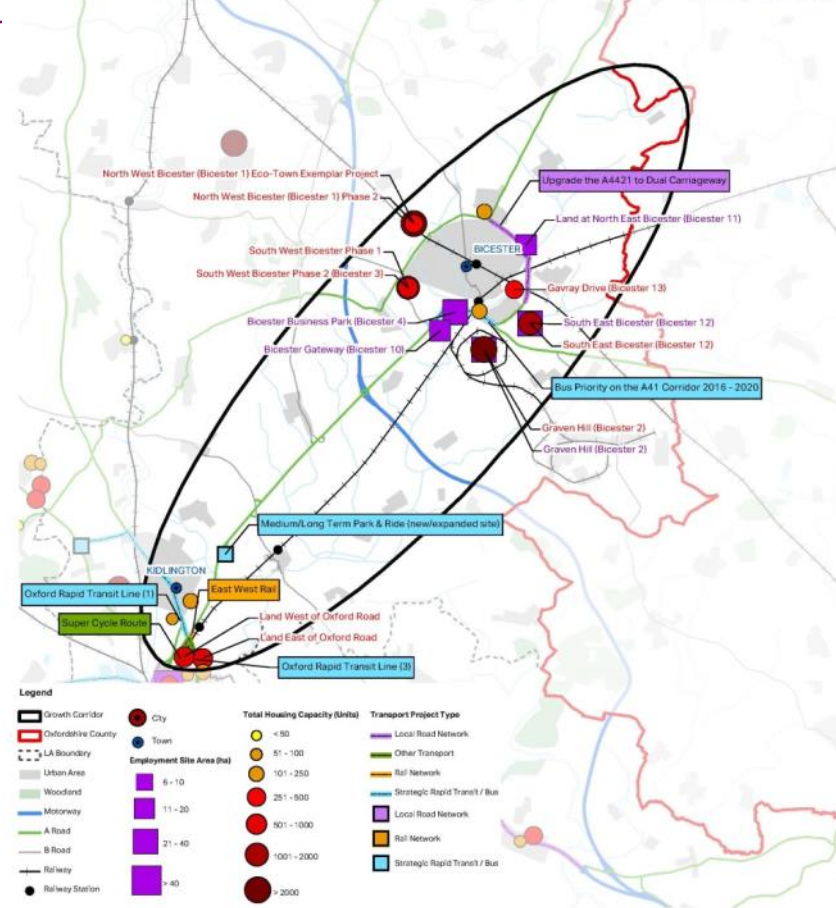 North West Bicester (Bicester 1) Eco-Town Exemplar Project
Upgrade the A4421 to Dual Carriageway
North West Bicester (Bicester 1) Phase 2
Land at North East Bicester (Bicester 11)
BICESTER
South West Bicester Phase 1
South West Bicester Phase 2 (Bicester 3)
Gavray Drive (Bicester 13)
Bicester Business Park (Bicester 4)
South East Bicester (Bicester 12)
South East Bicester (Bicester 12)
Bicester Gateway (Bicester 10)
Bus Priority on the A41 Corridor 2016 - 2020
Graven Hill (Bicester 2)
Graven Hill (Bicester 2)
Medium/Long Term Park & Ride (new/expanded site)
KIDLINGTON
Oxford Rapid Transit Line (1)
East West Rail
Super Cycle Route
Land West of Oxford Road
Land East of Oxford Road
Oxford Rapid Transit Line (3)
Legend
Growth Corridor
Oxfordshire County
LA Boundary
Urban Area
Woodland
Motorway
A Road
B Road
Railway
Railway Station
City
Town
Employment Site Area (ha)
6 - 10
11 - 20
21 - 40
> 40
Total Housing Capacity (Units)
< 50
51 - 100
101 - 250
251 - 500
501 - 1000
1001 - 2000
> 2000
Transport Project Type
Local Road Network
Other Transport
Rail Network
Strategic Rapid Transit / Bus
Local Road Network
Rail Network
Strategic Rapid Transit / Bus